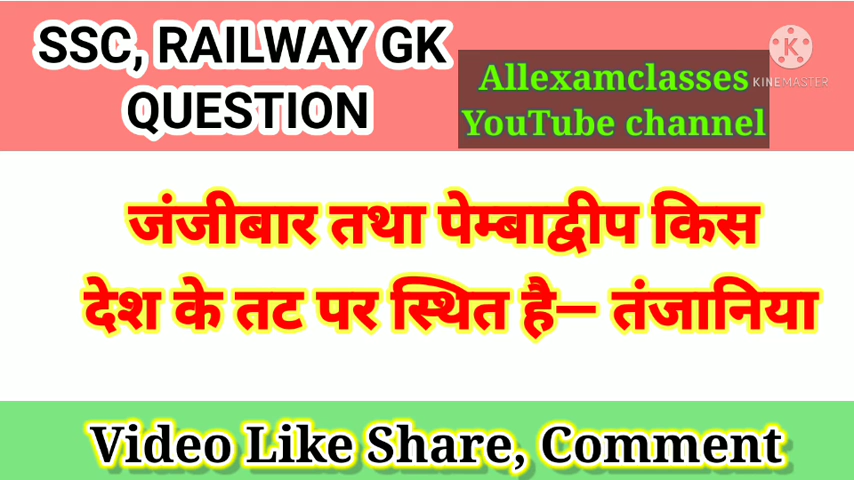 SSC, RAILWAY GK
QUESTION
Allexamclasses
YouTube channel
KINEMASTER
जंजीबार तथा पेम्बाद्वीप किस
देश के तट पर स्थित है– तंजानिया
Video Like Share, Comment